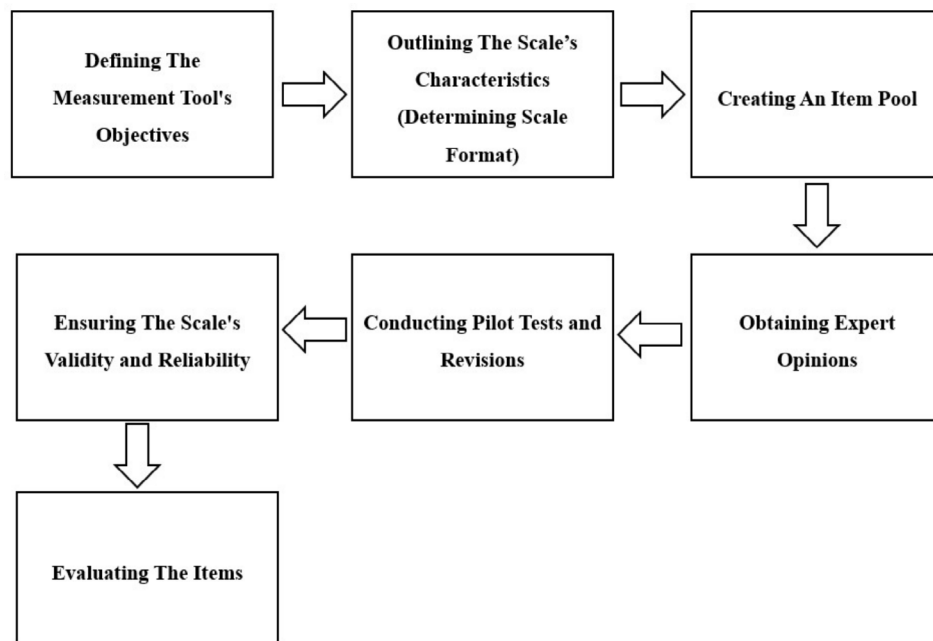 Defining The
Measurement Tool's
Objectives
Outlining The Scale’s
Characteristics
(Determining Scale
Format)
Creating An Item Pool
Obtaining Expert
Opinions
Conducting Pilot Tests and
Revisions
Ensuring The Scale's
Validity and Reliability
Evaluating The Items